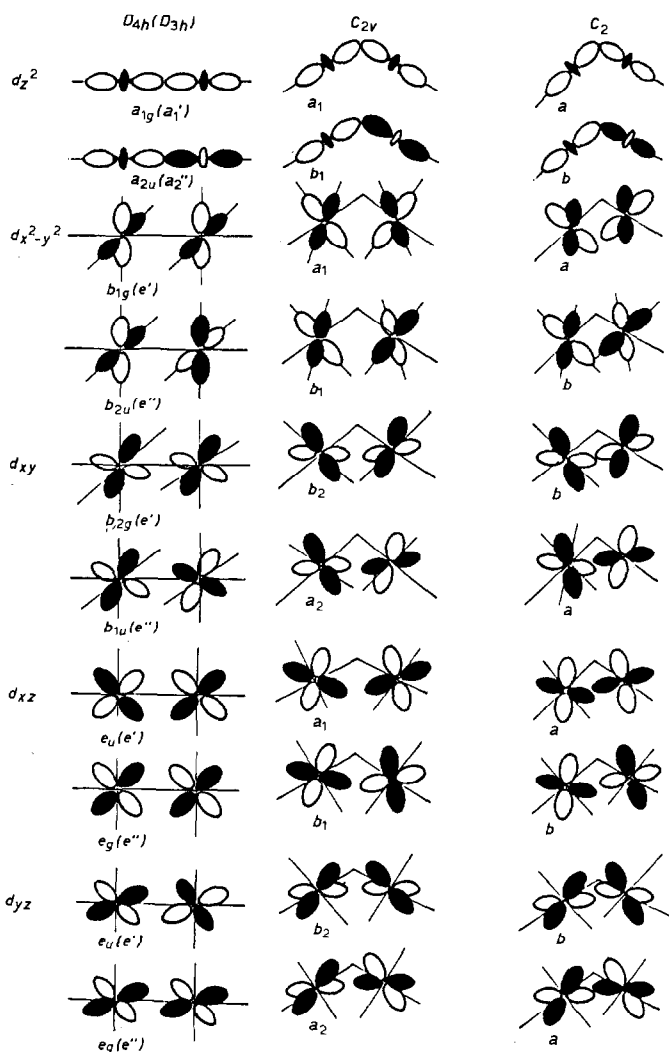 D4h(D3h) C2v C2
dz2
a1g(a1') a1 a
a2u(a2") b1 b
dx2-y2
b1g(e') a1 a
b2u(e") b1 b
dxy
b2g(e') b2 b
b1u(e") a2 a
dxz
eu(e') a1 a
eg(e") b1 b
dyz
eu(e') b2 b
eg(e") a2 a